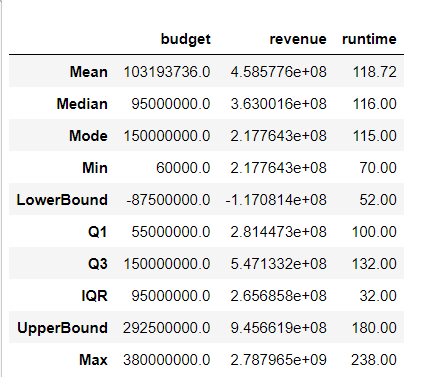 budget revenue runtime
Mean 103193736.0 4.585776e+08 118.72
Median 95000000.0 3.630016e+08 116.00
Mode 150000000.0 2.177643e+08 115.00
Min 60000.0 2.177643e+08 70.00
LowerBound -87500000.0 -1.170814e+08 52.00
Q1 55000000.0 2.814473e+08 100.00
Q3 150000000.0 5.471332e+08 132.00
IQR 95000000.0 2.656858e+08 32.00
UpperBound 292500000.0 9.456619e+08 180.00
Max 380000000.0 2.787965e+09 238.00